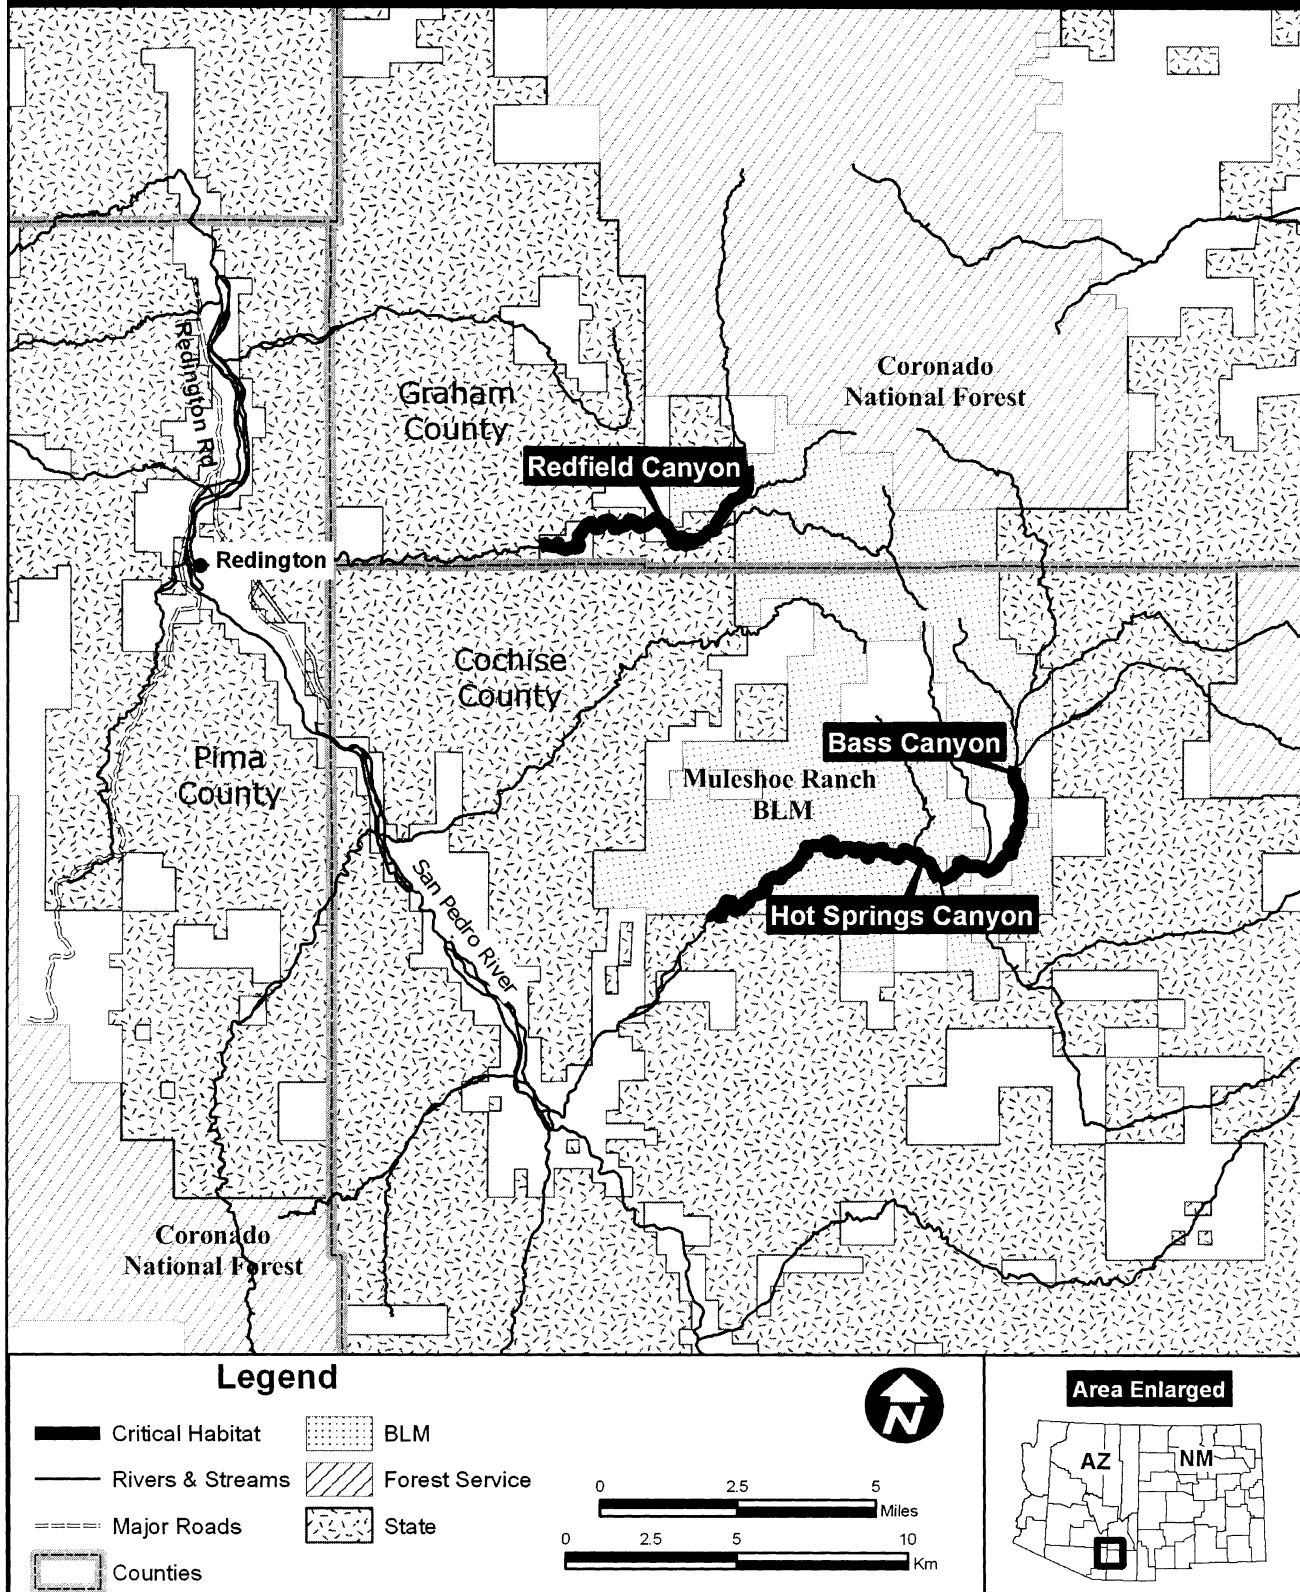 Redington Rd
Coronado
National Forest
Graham
County
Redfield Canyon
Redington
Cochise
County
Pima
County
Bass Canyon
Muleshoe Ranch
BLM
San Pedro River
Hot Springs Canyon
Coronado
National Forest
Legend
Critical Habitat
BLM
Rivers & Streams
Forest Service
Major Roads
State
Counties
N
0 2.5 5
Miles
0 2.5 5 10
Km
Area Enlarged
AZ NM